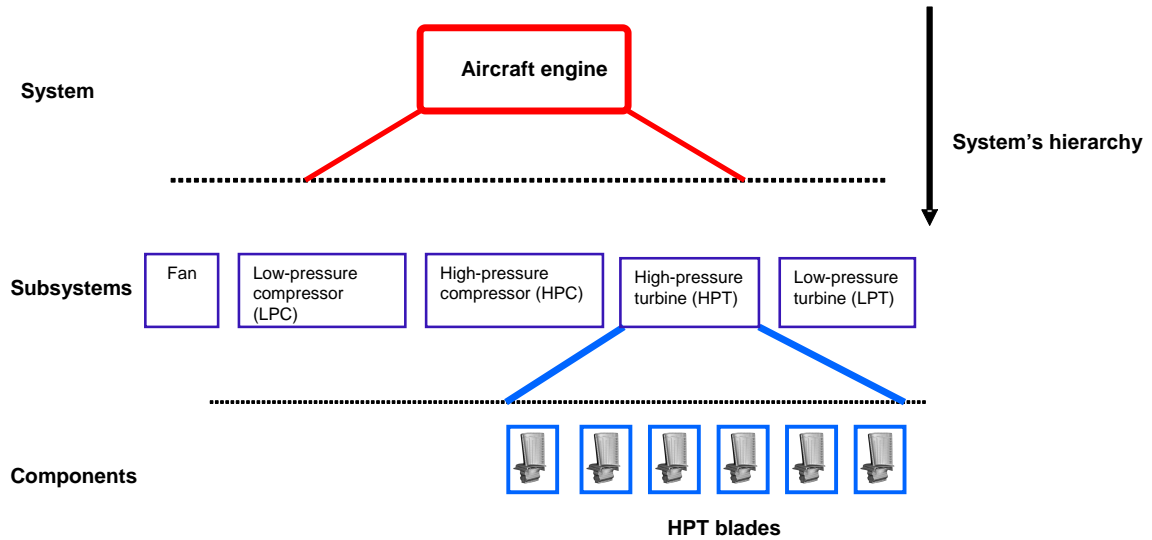 Aircraft engine
System
System’s hierarchy
Subsystems
Fan
Low-pressure
compressor
(LPC)
High-pressure
compressor (HPC)
High-pressure
turbine (HPT)
Low-pressure
turbine (LPT)
Components
HPT blades